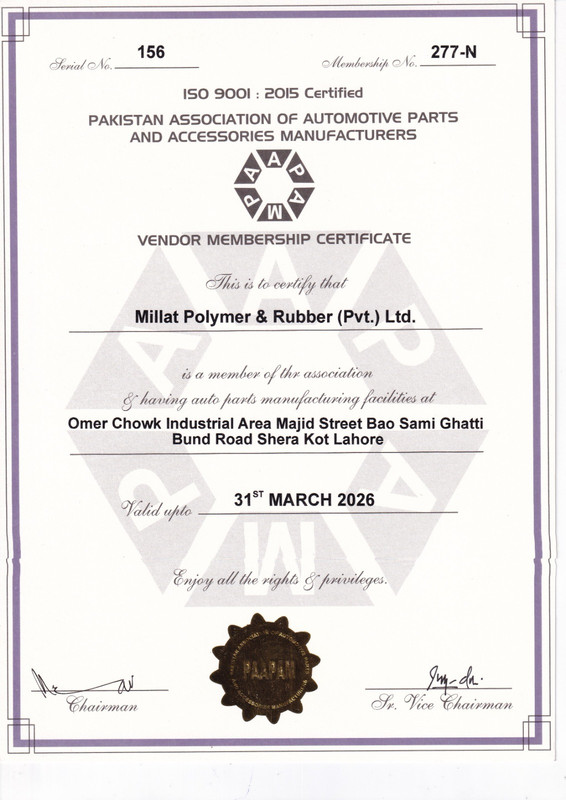 Serial No. 156
Membership No. 277-N
ISO 9001 : 2015 Certified
PAKISTAN ASSOCIATION OF AUTOMOTIVE PARTS
AND ACCESSORIES MANUFACTURERS
PAAPAM
VENDOR MEMBERSHIP CERTIFICATE
This is to certify that
Millat Polymer & Rubber (Pvt.) Ltd.
is a member of thr association
& having auto parts manufacturing facilities at
Omer Chowk Industrial Area Majid Street Bao Sami Ghatti
Bund Road Shera Kot Lahore
Valid upto 31ST MARCH 2026
Enjoy all the rights & privileges.
PAAPAM
Chairman
Sr. Vice Chairman